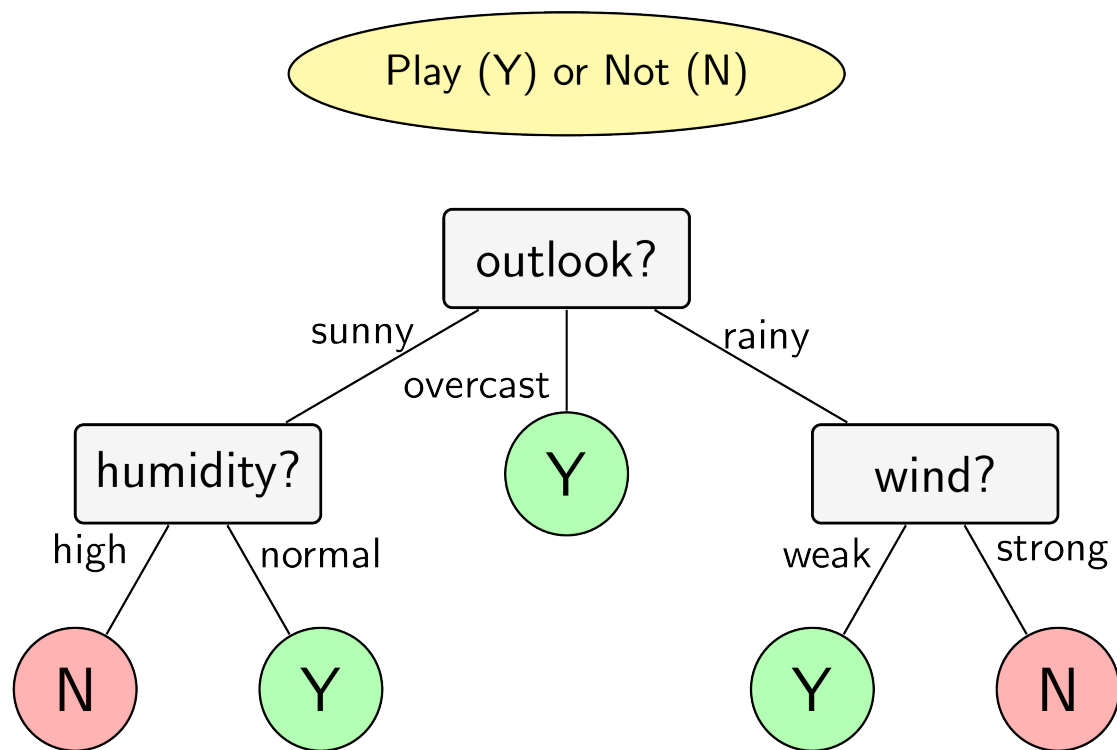 Play (Y) or Not (N)
outlook?
sunny
overcast
rainy
humidity?
Y
wind?
high
normal
weak
strong
N
Y
Y
N